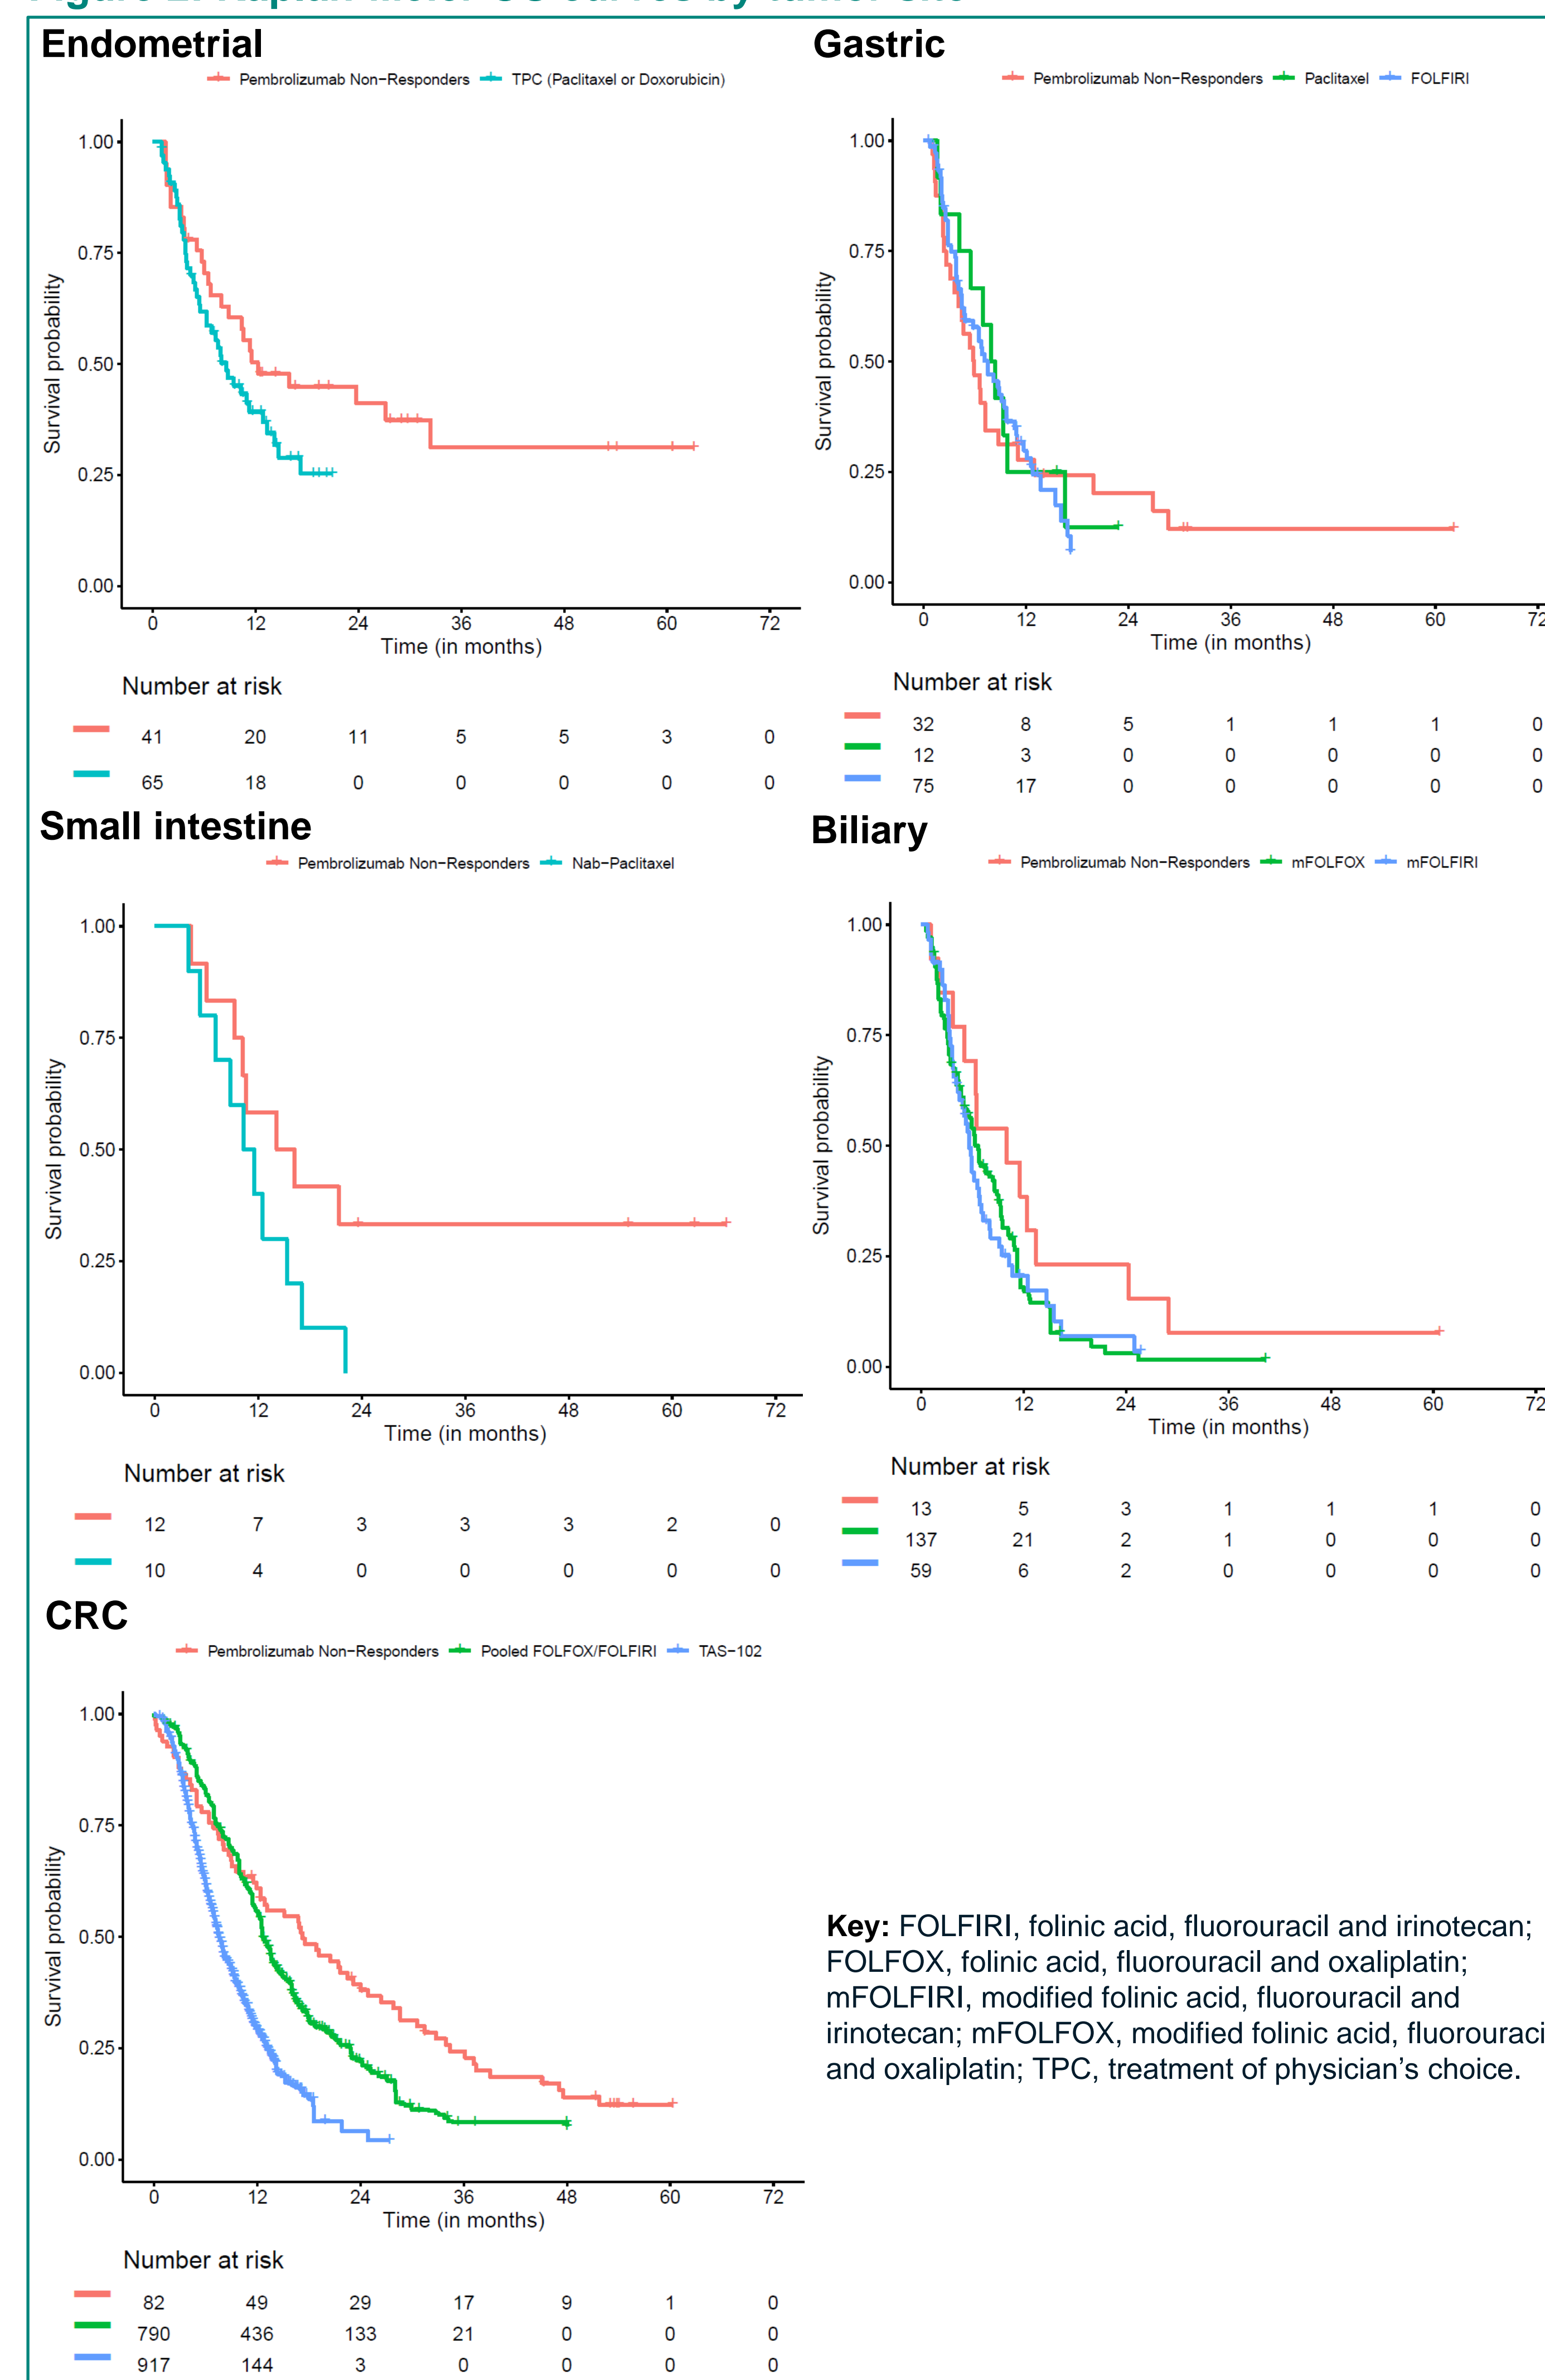 Endometrial
Pembrolizumab Non−Responders TPC (Paclitaxel or Doxorubicin)
1.00
0.75
0.50
0.25
0.00
Survival probability
0 12 24 36 48 60 72
Time (in months)
Number at risk
41 20 11 5 5 3 0
65 18 0 0 0 0 0
Gastric
Pembrolizumab Non−Responders Paclitaxel FOLFIRI
1.00
0.75
0.50
0.25
0.00
Survival probability
0 12 24 36 48 60 72
Time (in months)
Number at risk
32 8 5 1 1 1 0
12 3 0 0 0 0 0
75 17 0 0 0 0 0
Small intestine
Pembrolizumab Non−Responders Nab−Paclitaxel
1.00
0.75
0.50
0.25
0.00
Survival probability
0 12 24 36 48 60 72
Time (in months)
Number at risk
12 7 3 3 3 2 0
10 4 0 0 0 0 0
Biliary
Pembrolizumab Non−Responders mFOLFOX mFOLFIRI
1.00
0.75
0.50
0.25
0.00
Survival probability
0 12 24 36 48 60 72
Time (in months)
Number at risk
13 5 3 1 1 1 0
137 21 2 1 0 0 0
59 6 2 0 0 0 0
CRC
Pembrolizumab Non−Responders Pooled FOLFOX/FOLFIRI TAS−102
1.00
0.75
0.50
0.25
0.00
Survival probability
0 12 24 36 48 60 72
Time (in months)
Number at risk
82 49 29 17 9 1 0
790 436 133 21 0 0 0
917 144 3 0 0 0 0
Key: FOLFIRI, folinic acid, fluorouracil and irinotecan;
FOLFOX, folinic acid, fluorouracil and oxaliplatin;
mFOLFIRI, modified folinic acid, fluorouracil and
irinotecan; mFOLFOX, modified folinic acid, fluorouraci
and oxaliplatin; TPC, treatment of physician’s choice.